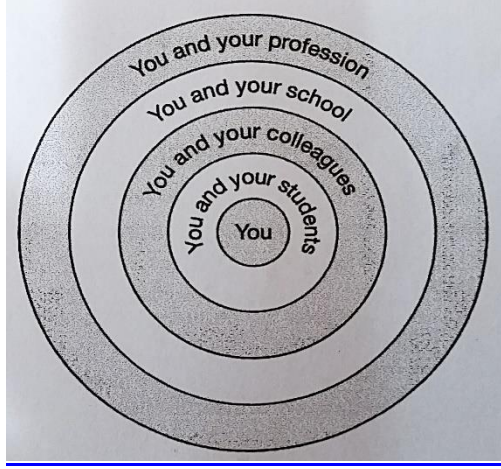 You and your profession
You and your school
You and your colleagues
You and your students
You